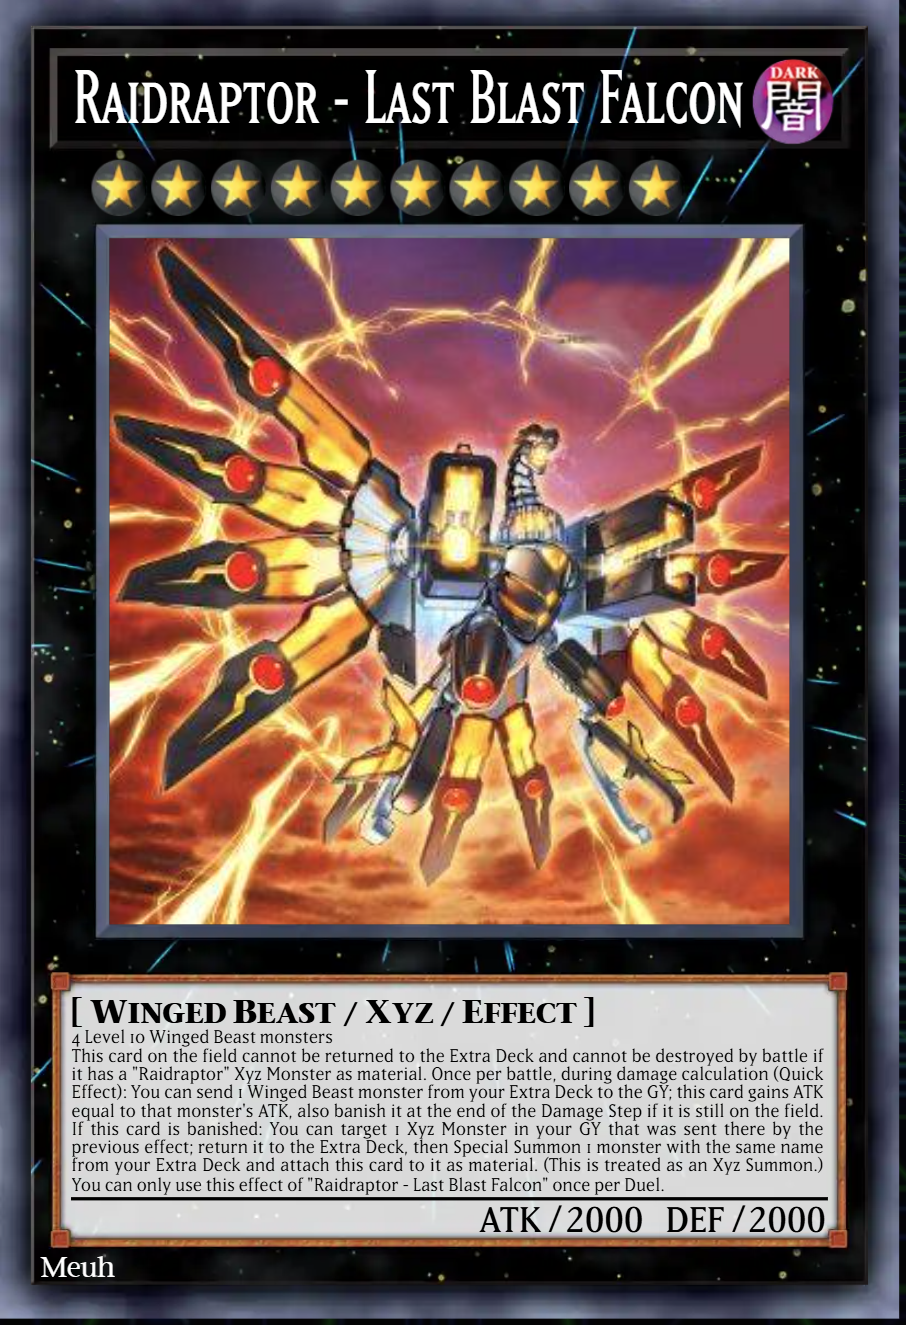 Raidraptor - Last Blast Falcon
DARK
闇
[ Winged Beast / Xyz / Effect ]
4 Level 10 Winged Beast monsters
This card on the field cannot be returned to the Extra Deck and cannot be destroyed by battle if
it has a "Raidraptor" Xyz Monster as material. Once per battle, during damage calculation (Quick
Effect): You can send 1 Winged Beast monster from your Extra Deck to the GY; this card gains ATK
equal to that monster's ATK, also banish it at the end of the Damage Step if it is still on the field.
If this card is banished: You can target 1 Xyz Monster in your GY that was sent there by the
previous effect; return it to the Extra Deck, then Special Summon 1 monster with the same name
from your Extra Deck and attach this card to it as material. (This is treated as an Xyz Summon.)
You can only use this effect of "Raidraptor - Last Blast Falcon" once per Duel.
ATK/2000 DEF/2000
Meuh